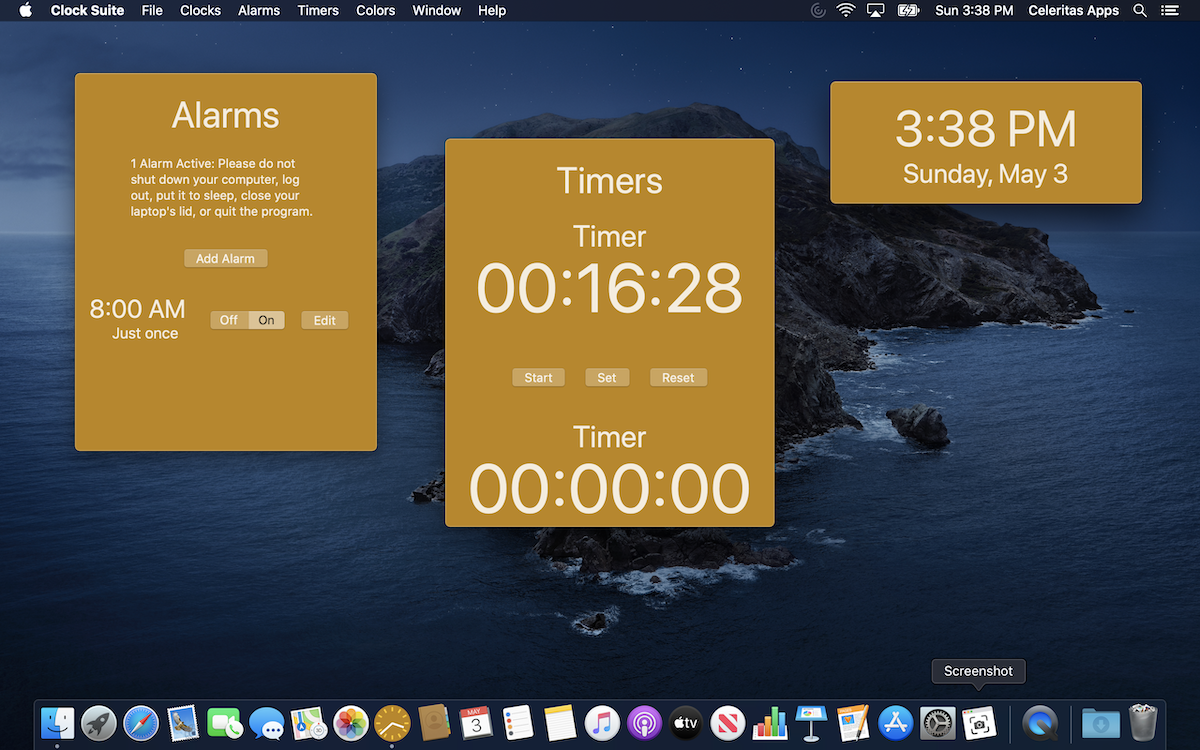 Clock Suite File Clocks Alarms Timers Colors Window Help Sun 3:38 PM Celeritas Apps
Alarms
1 Alarm Active: Please do not
shut down your computer, log
out, put it to sleep, close your
laptop's lid, or quit the program.
Add Alarm
8:00 AM
Just once
Off On Edit
Timers
Timer
00:16:28
Start Set Reset
Timer
00:00:00
3:38 PM
Sunday, May 3
Screenshot
MAY
3
tv